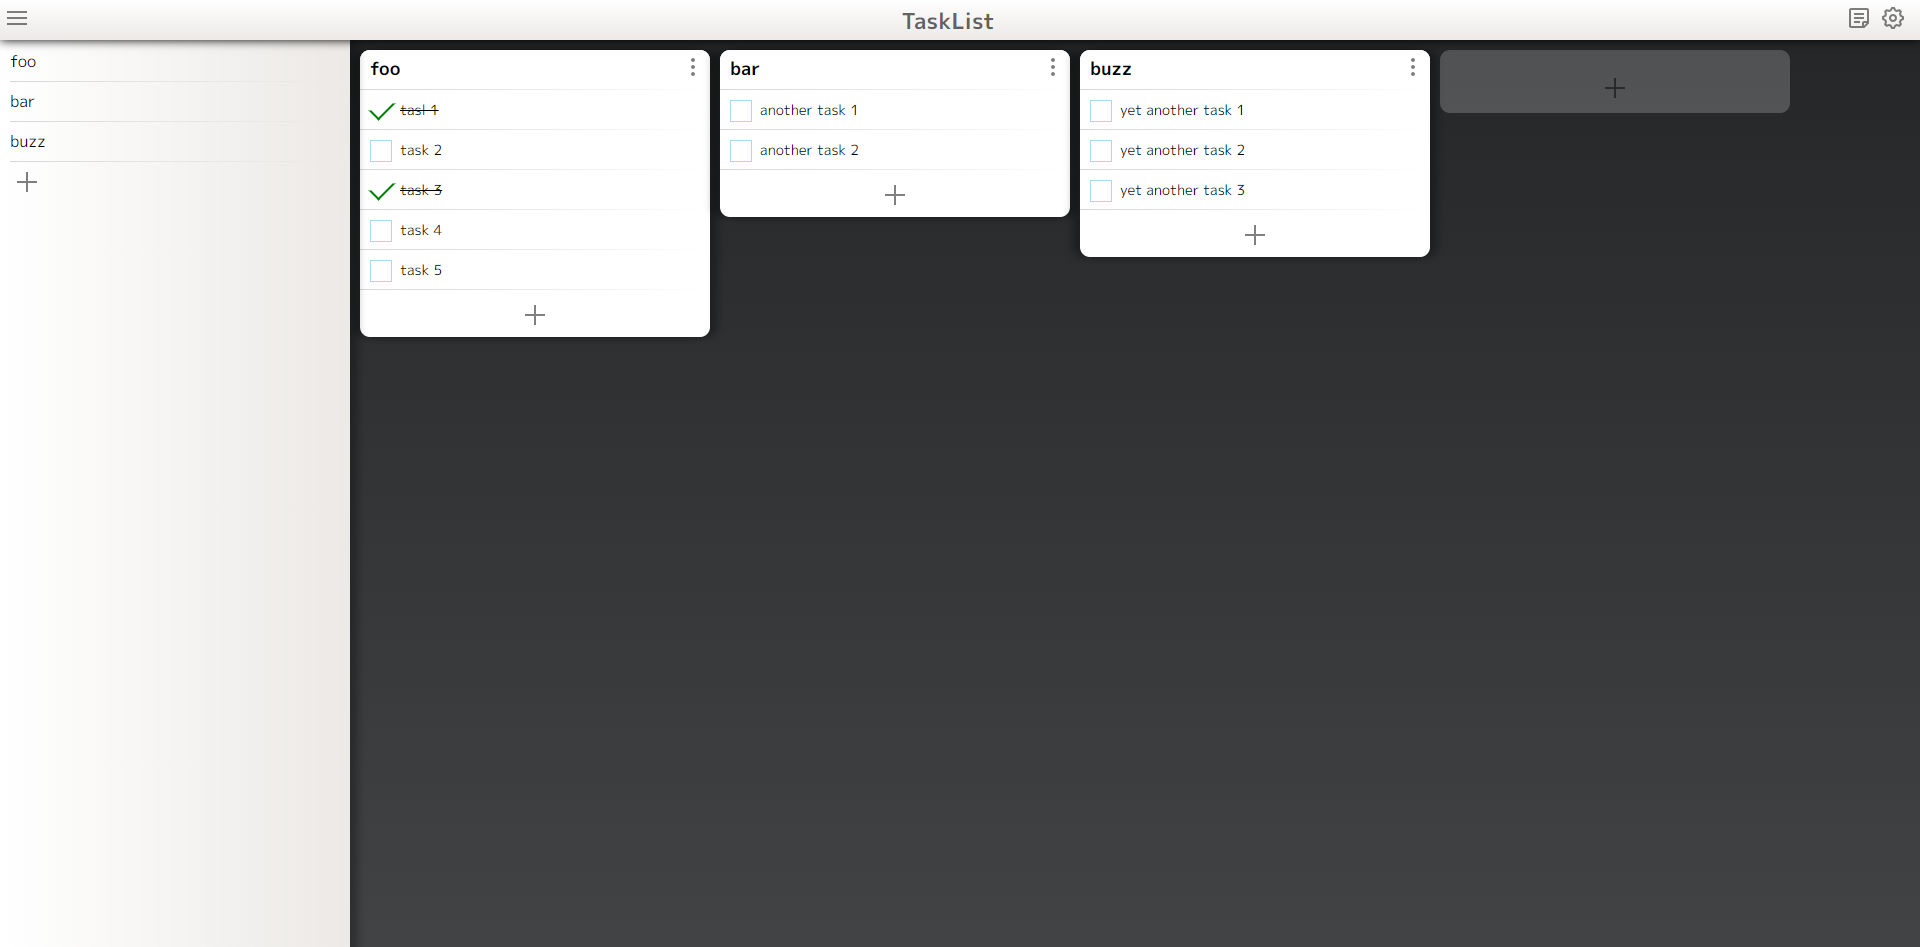 TaskList
foo
bar
buzz
foo
tasl 1
task 2
task 3
task 4
task 5
bar
another task 1
another task 2
buzz
yet another task 1
yet another task 2
yet another task 3